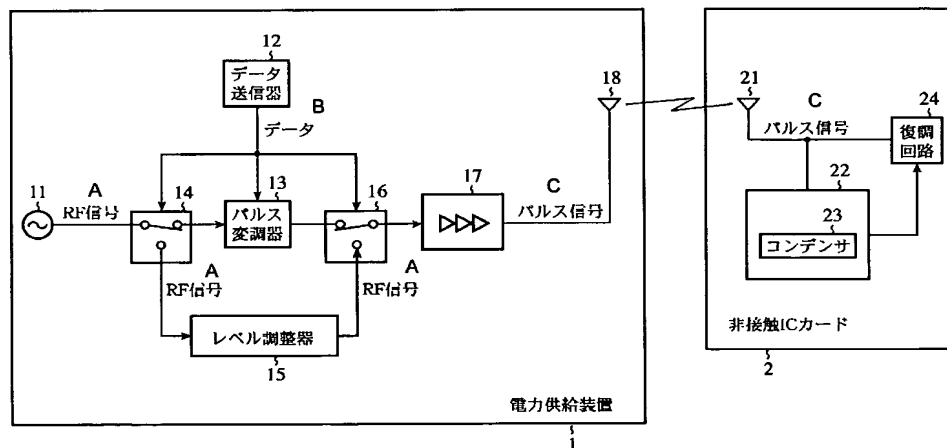 12
データ
送信器
B
データ
18
21
C
パルス信号
24
復調
回路
11
A
RF信号
14
13
パルス
変調器
16
17
C
パルス信号
22
23
コンデンサ
A
RF信号
A
RF信号
レベル調整器
15
電力供給装置
1
非接触ICカード
2